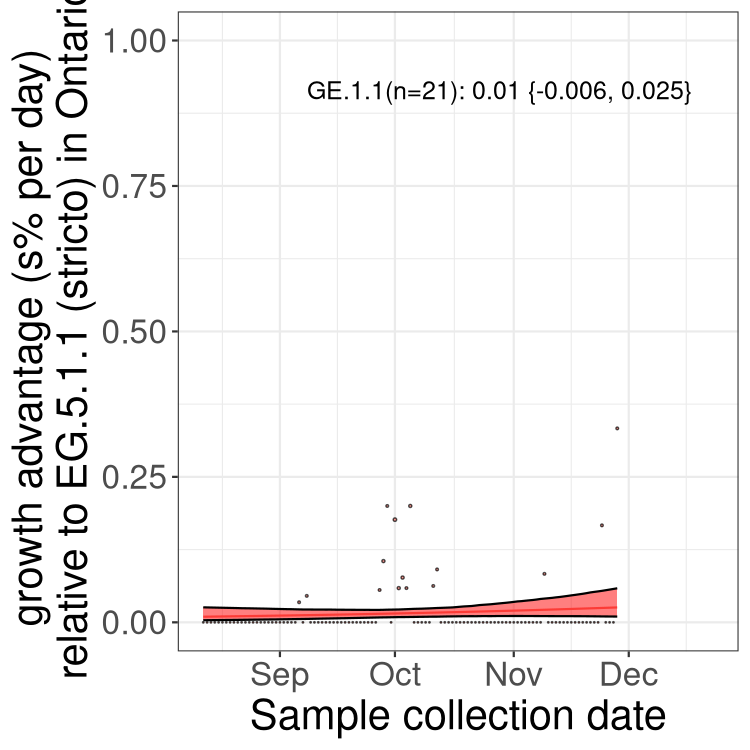 growth advantage (s% per day)
relative to EG.5.1.1 (stricto) in Ontario
1.00
GE.1.1(n=21): 0.01 {-0.006, 0.025}
0.75
0.50
0.25
0.00
Sep Oct Nov Dec
Sample collection date